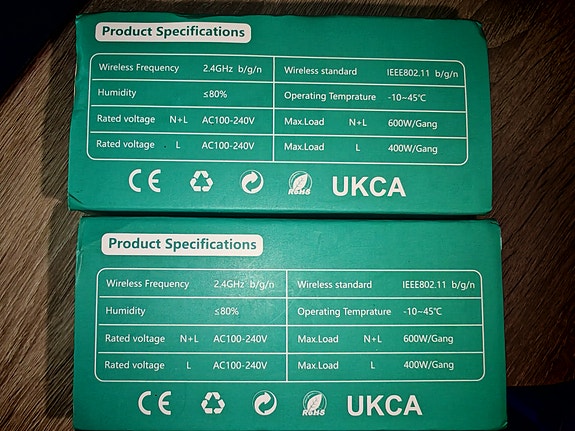 Product Specifications
Wireless Frequency 2.4GHz b/g/n Wireless standard IEEE802.11 b/g/n
Humidity ≤80% Operating Temprature -10~45℃
Rated voltage N+L AC100-240V Max.Load N+L 600W/Gang
Rated voltage L AC100-240V Max.Load L 400W/Gang
CE RoHS UKCA
Product Specifications
Wireless Frequency 2.4GHz b/g/n Wireless standard IEEE802.11 b/g/n
Humidity ≤80% Operating Temprature -10~45℃
Rated voltage N+L AC100-240V Max.Load N+L 600W/Gang
Rated voltage L AC100-240V Max.Load L 400W/Gang
CE RoHS UKCA